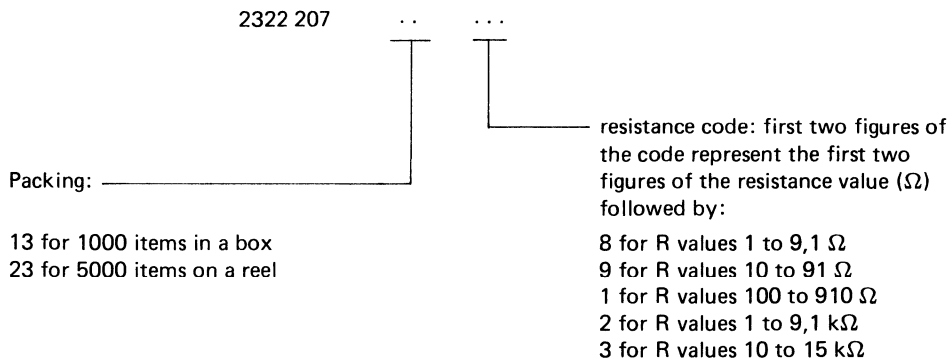 2322 207 .. ...
resistance code: first two figures of
the code represent the first two
figures of the resistance value (Ω)
followed by:
8 for R values 1 to 9,1 Ω
9 for R values 10 to 91 Ω
1 for R values 100 to 910 Ω
2 for R values 1 to 9,1 kΩ
3 for R values 10 to 15 kΩ
Packing:
13 for 1000 items in a box
23 for 5000 items on a reel